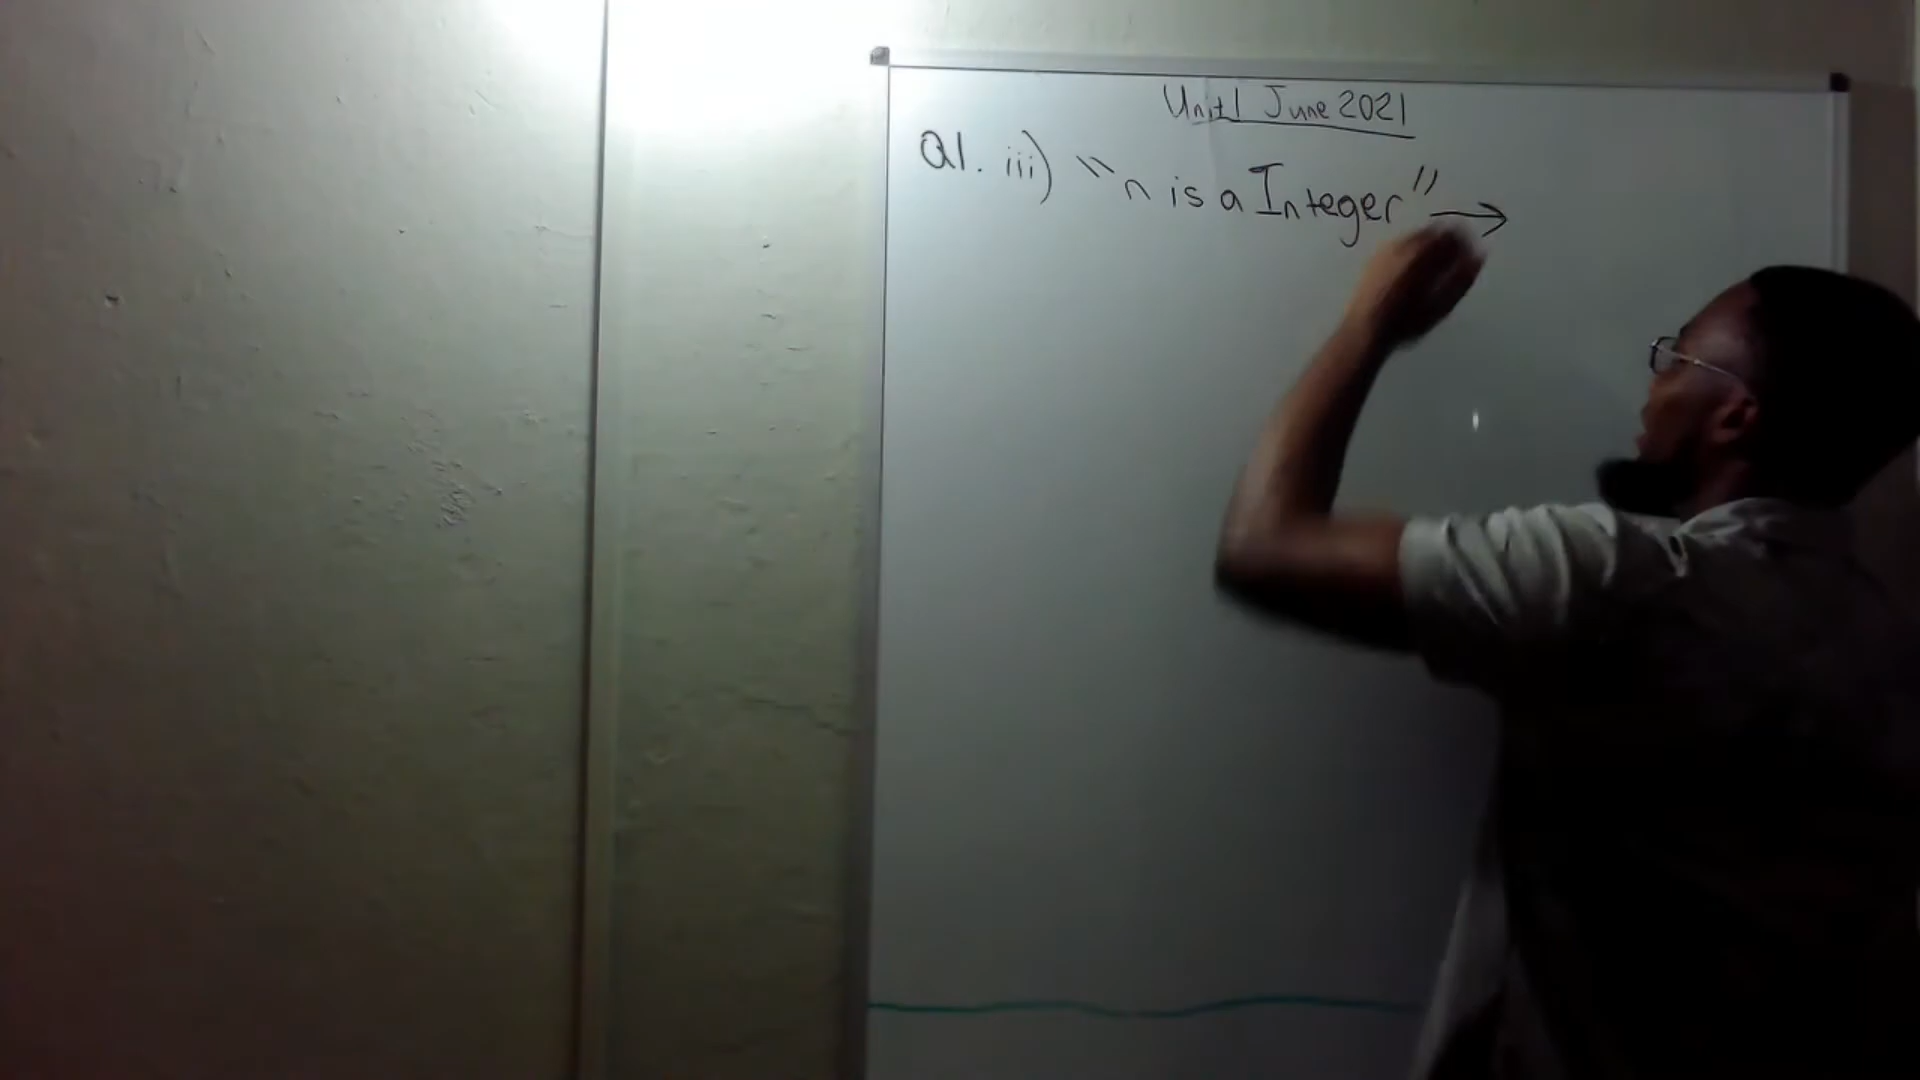 Unit 1 June 2021
Q1. iii) "n is a Integer" →